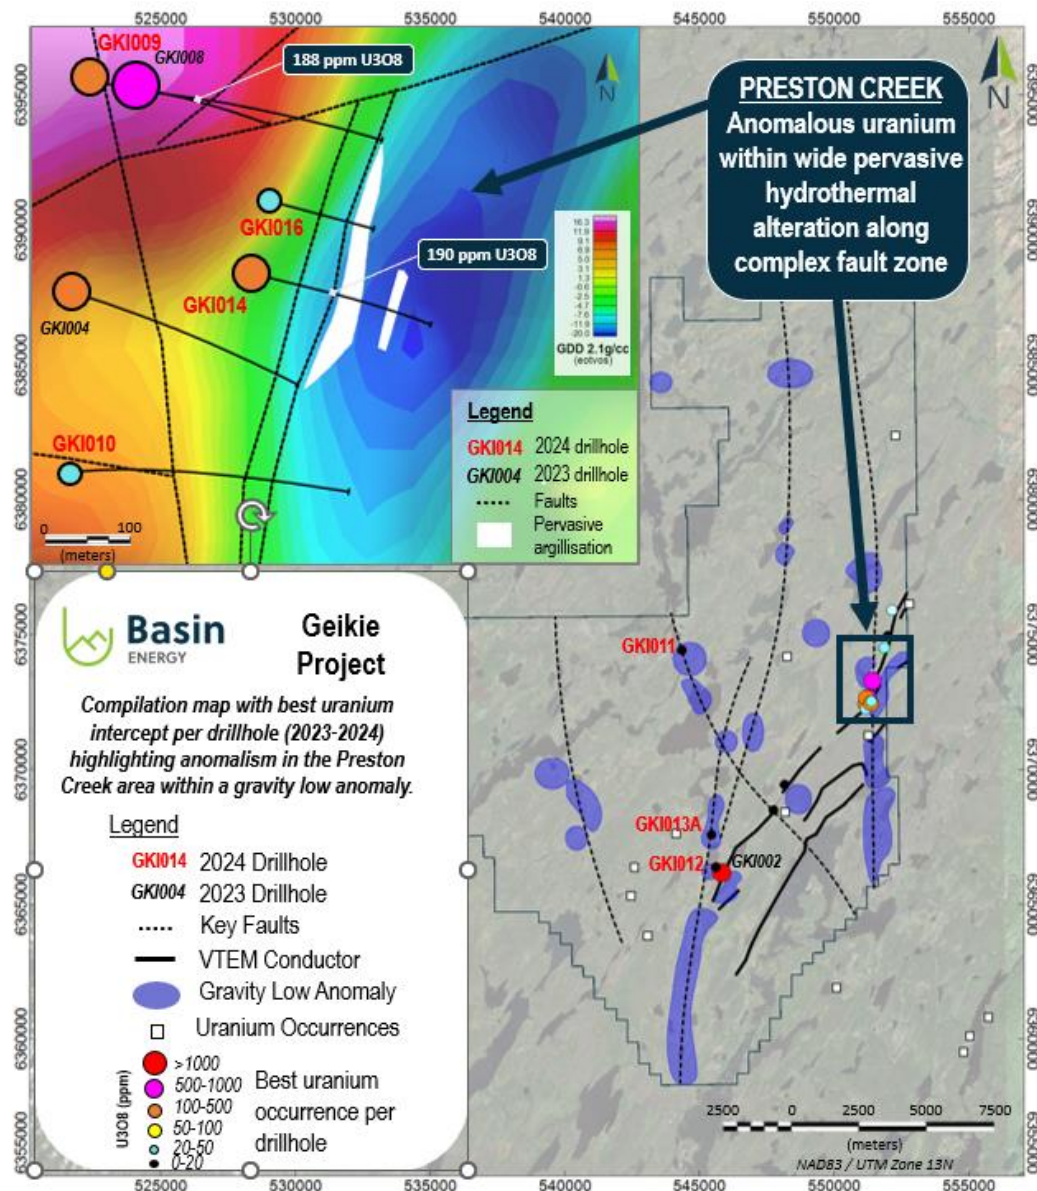 525000 530000 535000 540000 545000 550000 555000
6395000
6390000
6385000
6380000
6375000
6370000
6365000
6360000
6355000
GKI009
GKI008
188 ppm U3O8
N
GKI016
190 ppm U3O8
GKI014
GKI004
GKI010
16.3
11.9
9.1
6.9
5.0
3.1
1.3
-0.6
-2.5
-4.7
-7.6
-11.9
-20.0
GDD 2.1g/cc
(eotvos)
0 100
(meters)
Legend
GKI014 2024 drillhole
GKI004 2023 drillhole
Faults
Pervasive
argillisation
PRESTON CREEK
Anomalous uranium
within wide pervasive
hydrothermal
alteration along
complex fault zone
N
6395000
6390000
6385000
6380000
6375000
6370000
6365000
6360000
6355000
GKI011
GKI013A
GKI012
GKI002
Basin
ENERGY
Geikie
Project
Compilation map with best uranium
intercept per drillhole (2023-2024)
highlighting anomalism in the Preston
Creek area within a gravity low anomaly.
Legend
GKI014 2024 Drillhole
GKI004 2023 Drillhole
Key Faults
VTEM Conductor
Gravity Low Anomaly
Uranium Occurrences
U3O8 (ppm)
>1000
500-1000
100-500
50-100
20-50
0-20
Best uranium
occurrence per
drillhole
2500 0 2500 5000 7500
(meters)
NAD83 / UTM Zone 13N
525000 530000 535000 540000 545000 550000 555000